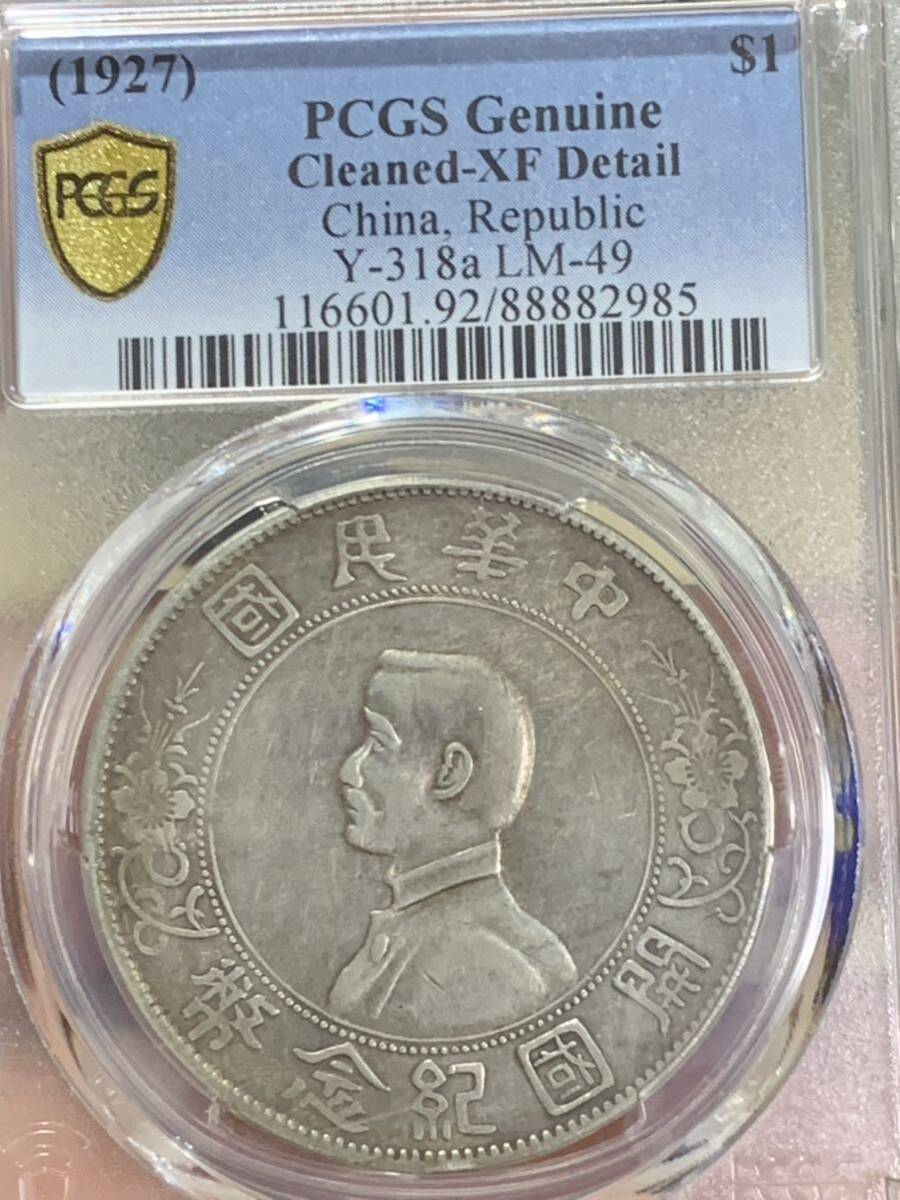 (1927) $1
PCGS Genuine
Cleaned-XF Detail
China, Republic
Y-318a LM-49
116601.92/88882985
PCGS
中華民國
開國紀念幣